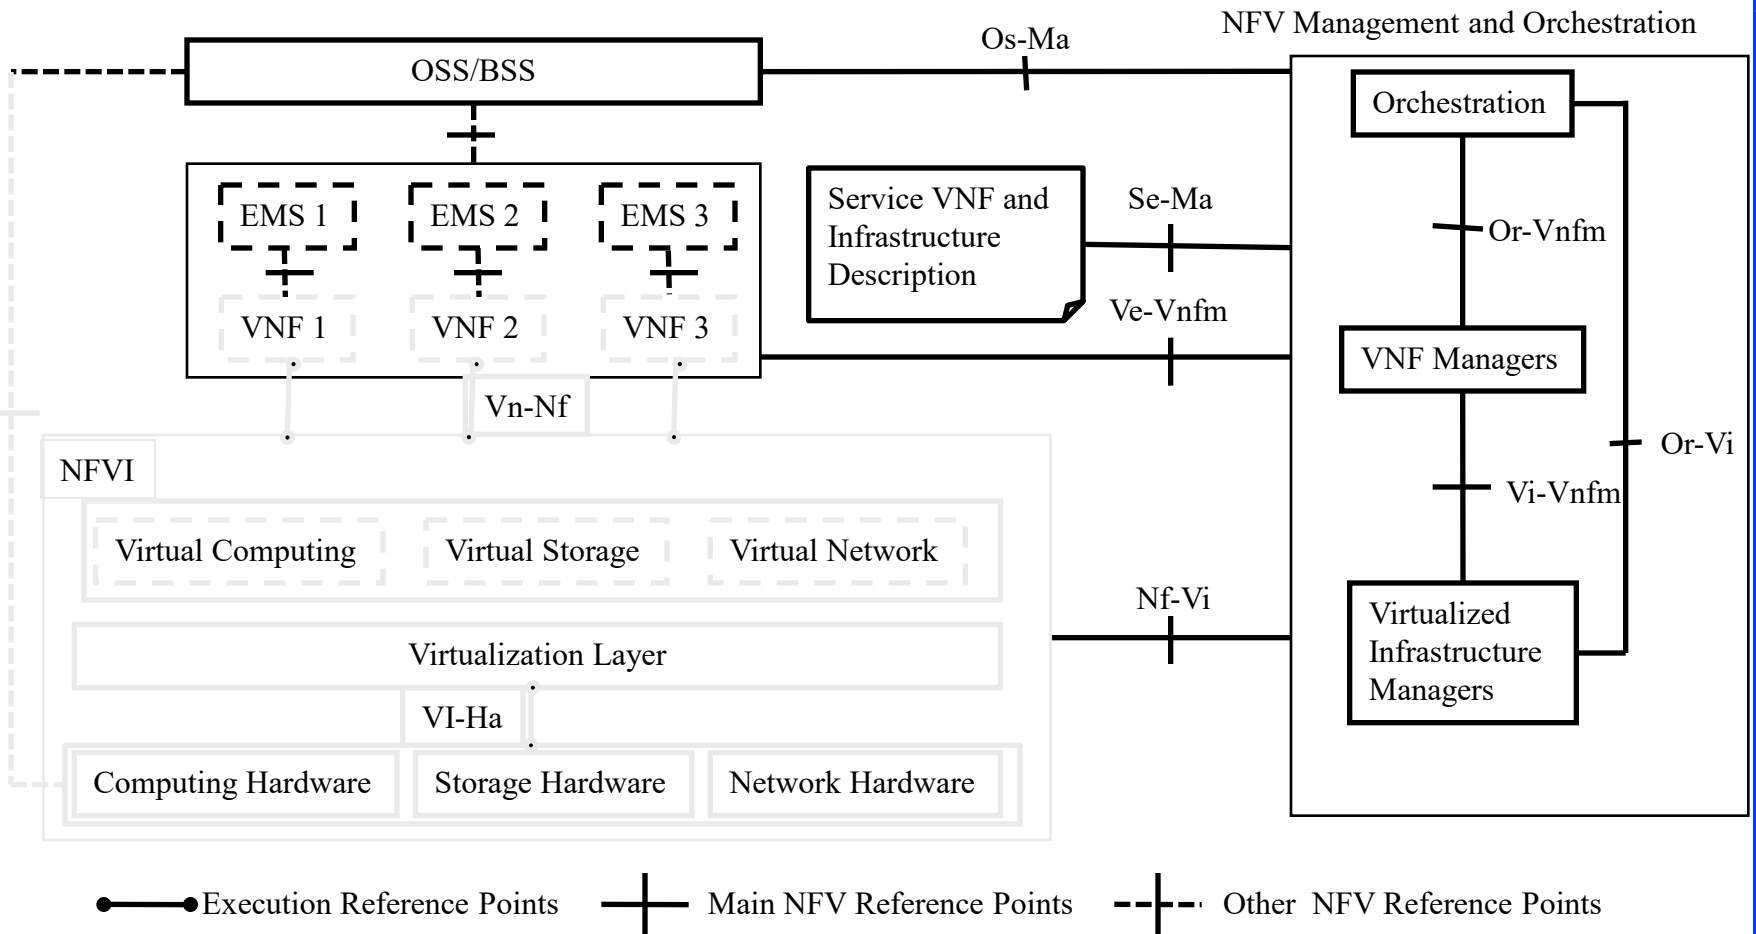 NFV Management and Orchestration
Os-Ma
OSS/BSS
Orchestration
EMS 1
EMS 2
EMS 3
Service VNF and
Infrastructure
Description
Se-Ma
Or-Vnfm
VNF 1
VNF 2
VNF 3
Ve-Vnfm
VNF Managers
Vn-Nf
Or-Vi
NFVI
Vi-Vnfm
Virtual Computing
Virtual Storage
Virtual Network
Nf-Vi
Virtualized
Infrastructure
Managers
Virtualization Layer
VI-Ha
Computing Hardware
Storage Hardware
Network Hardware
Execution Reference Points
Main NFV Reference Points
Other NFV Reference Points